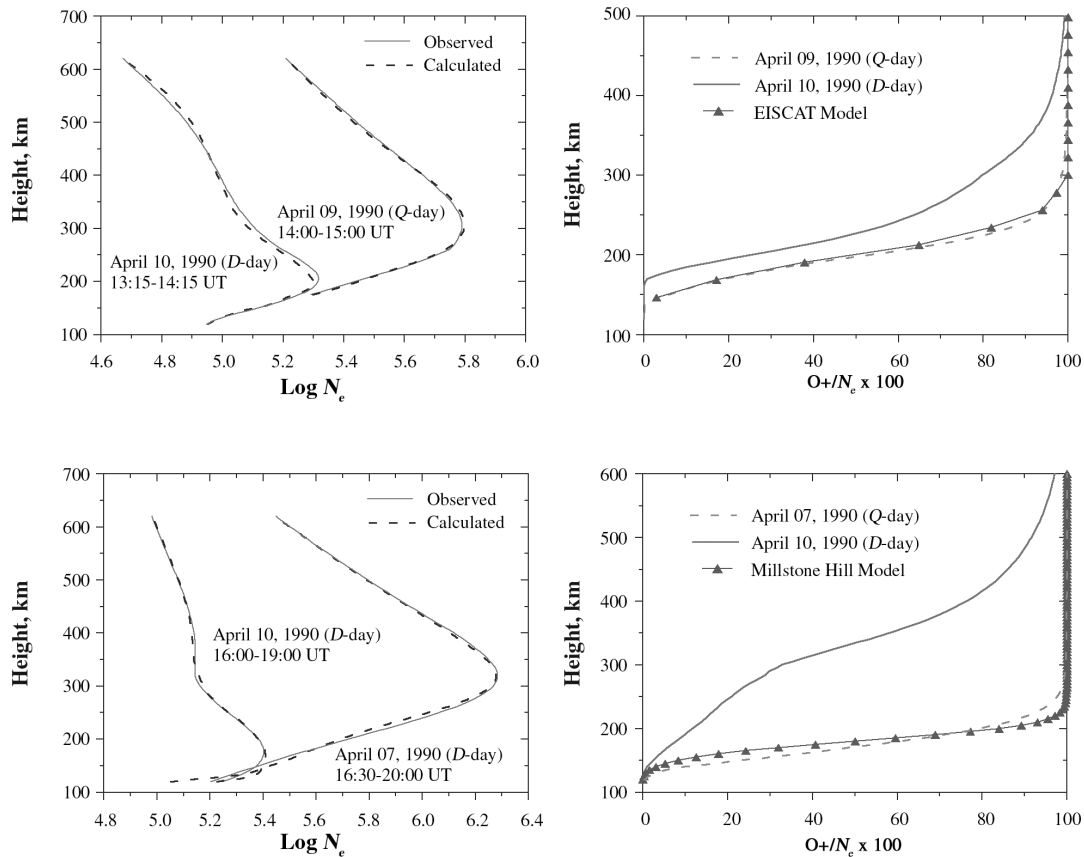 700
600
500
400
300
200
100
Height, km
Observed
Calculated
April 09, 1990 (Q-day)
14:00-15:00 UT
April 10, 1990 (D-day)
13:15-14:15 UT
4.6 4.8 5.0 5.2 5.4 5.6 5.8 6.0
Log Ne
500
400
300
200
100
Height, km
April 09, 1990 (Q-day)
April 10, 1990 (D-day)
EISCAT Model
0 20 40 60 80 100
O+/Ne x 100
700
600
500
400
300
200
100
Height, km
Observed
Calculated
April 10, 1990 (D-day)
16:00-19:00 UT
April 07, 1990 (D-day)
16:30-20:00 UT
4.8 5.0 5.2 5.4 5.6 5.8 6.0 6.2 6.4
Log Ne
600
500
400
300
200
100
Height, km
April 07, 1990 (Q-day)
April 10, 1990 (D-day)
Millstone Hill Model
0 20 40 60 80 100
O+/Ne x 100